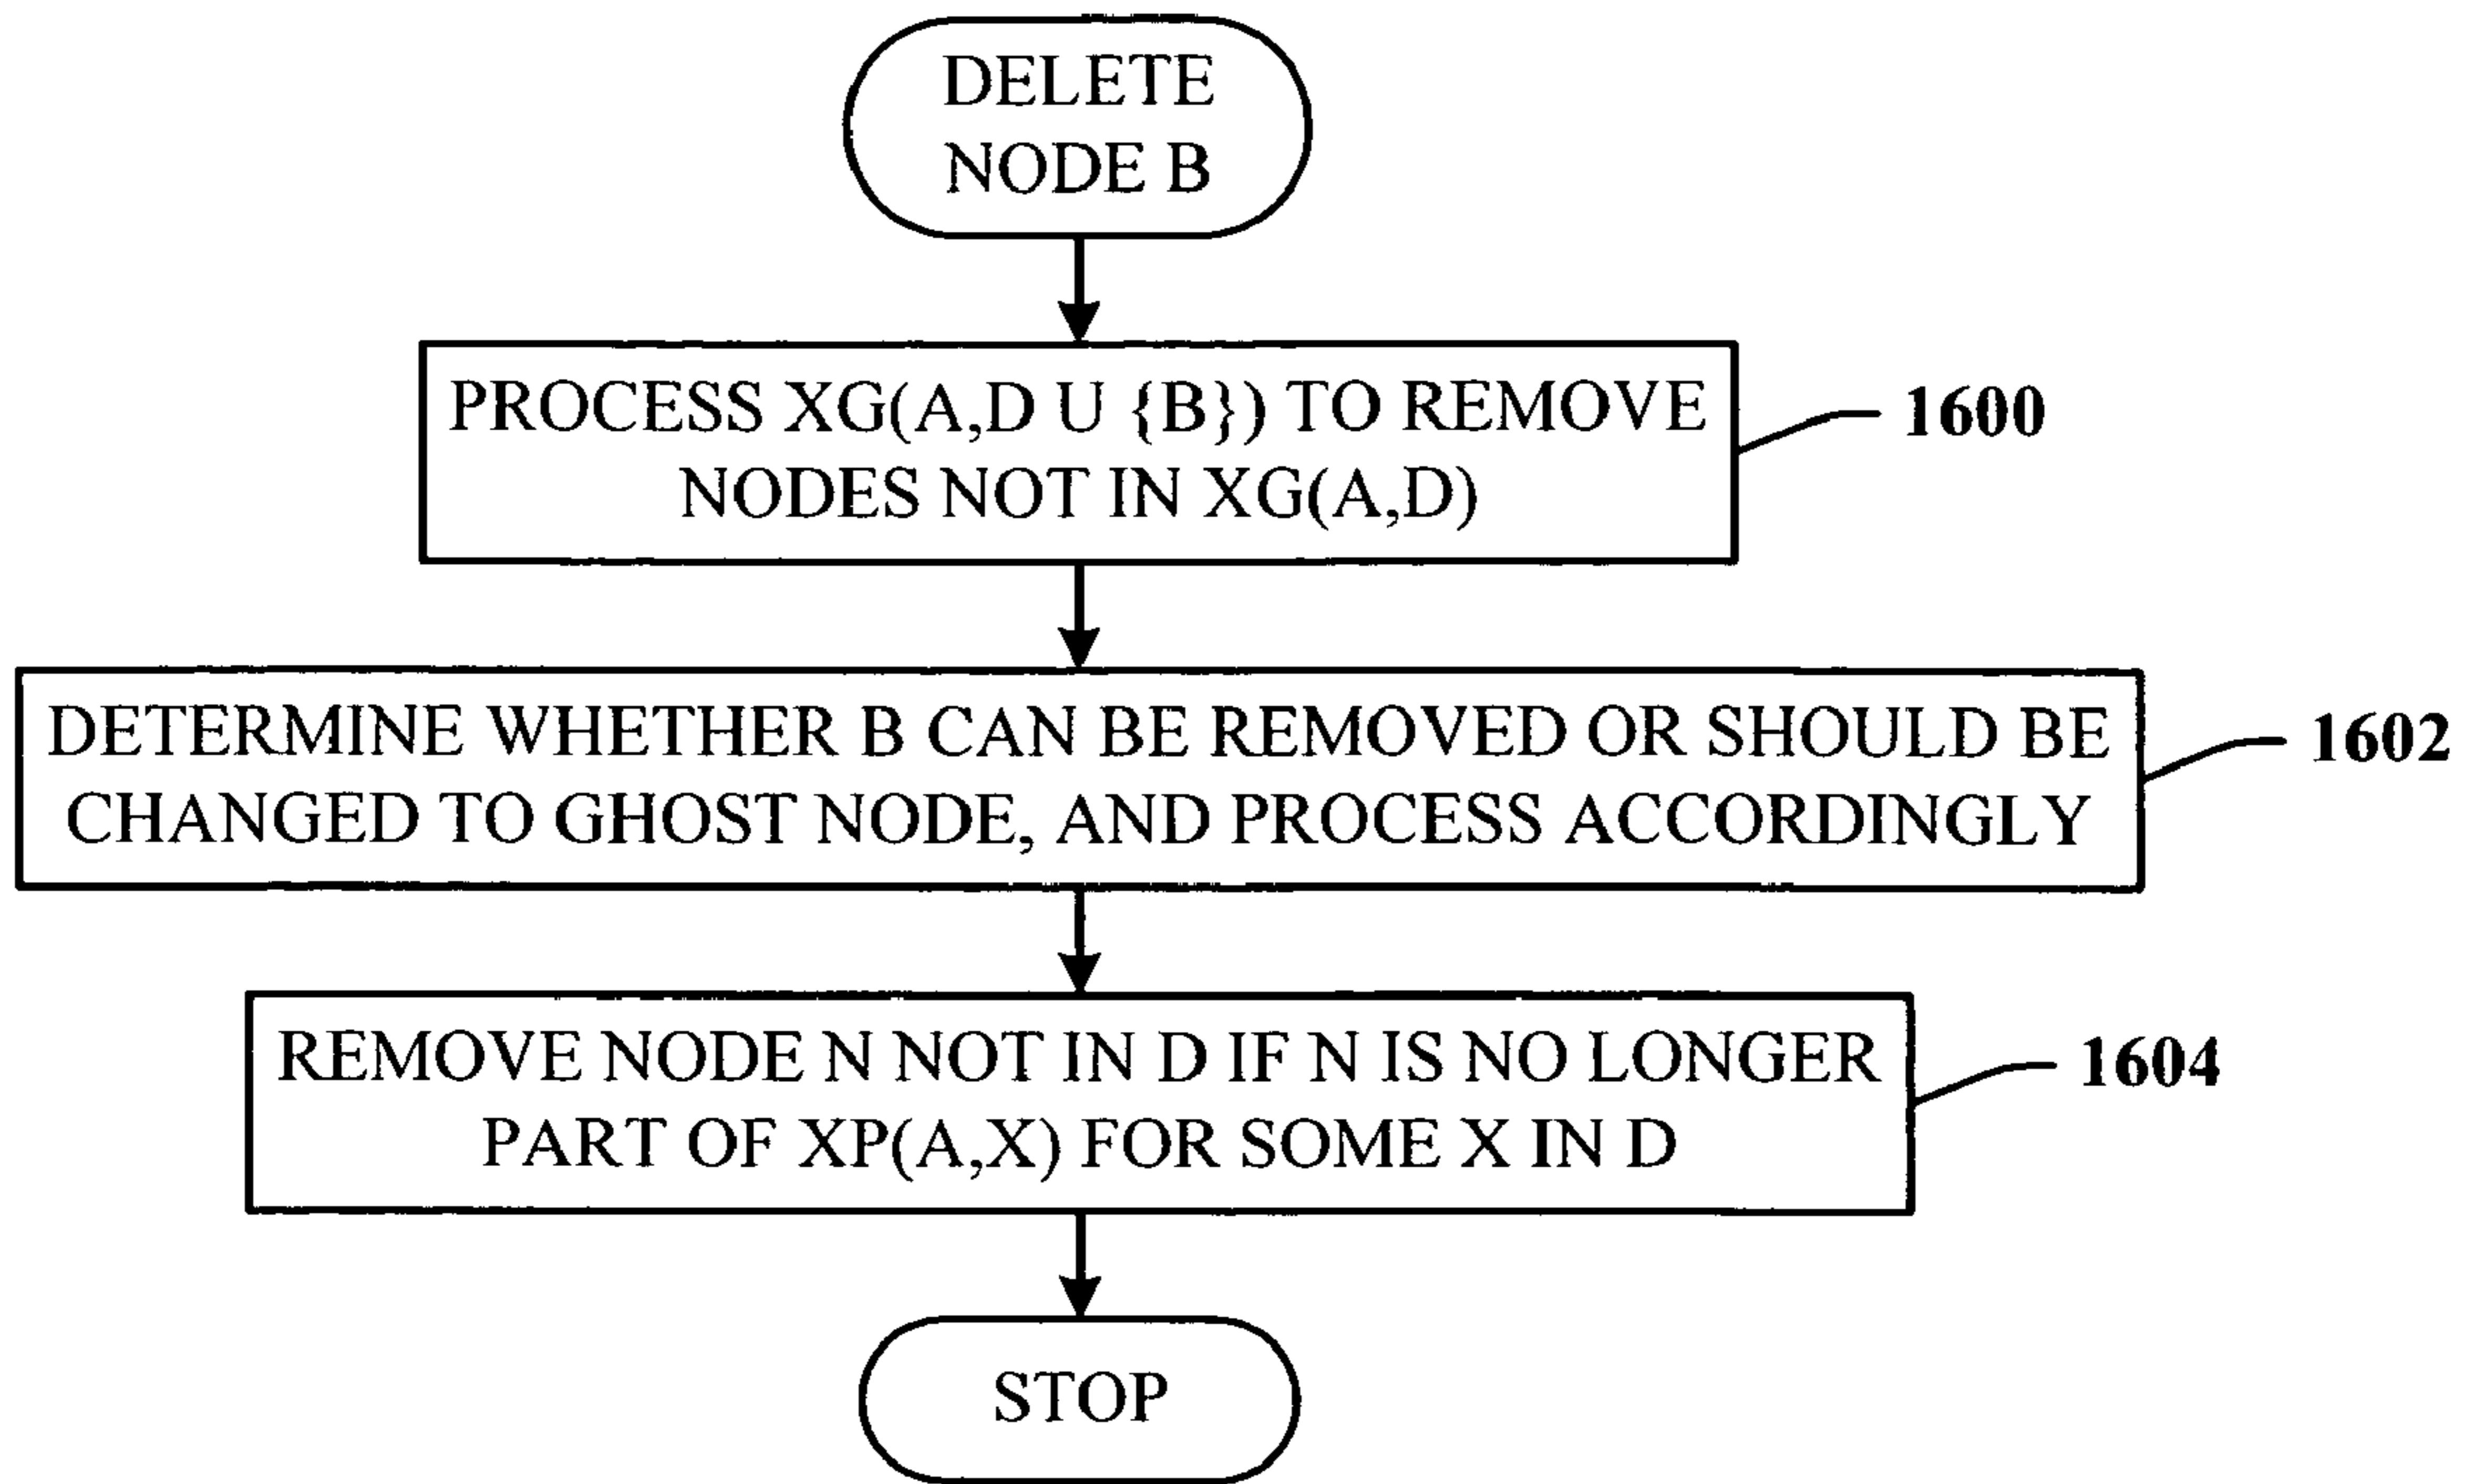 DELETE
NODE B
PROCESS XG(A,D U {B}) TO REMOVE
NODES NOT IN XG(A,D)
1600
DETERMINE WHETHER B CAN BE REMOVED OR SHOULD BE
CHANGED TO GHOST NODE, AND PROCESS ACCORDINGLY
1602
REMOVE NODE N NOT IN D IF N IS NO LONGER
PART OF XP(A,X) FOR SOME X IN D
1604
STOP